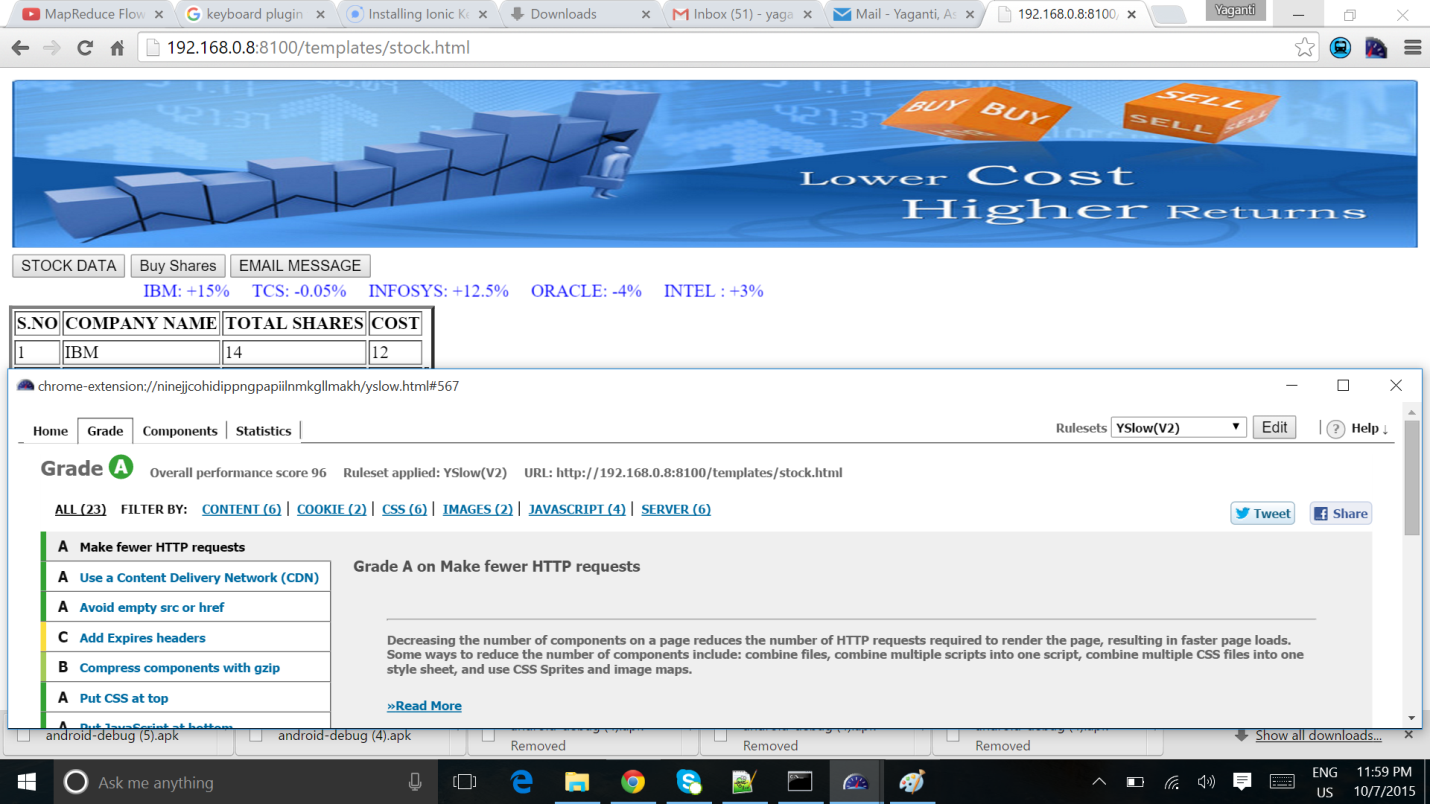 MapReduce Flow
keyboard plugin
Installing Ionic Ke
Downloads
Inbox (51) - yaga
Mail - Yaganti, As
192.168.0.8:8100/
Yaganti
192.168.0.8:8100/templates/stock.html
421.37
BUY BUY
SELL
SELL SELL
Lower Cost
Higher Returns
STOCK DATA Buy Shares EMAIL MESSAGE
IBM: +15% TCS: -0.05% INFOSYS: +12.5% ORACLE: -4% INTEL : +3%
S.NO COMPANY NAME TOTAL SHARES COST
1 IBM 14 12
chrome-extension://ninejjcohidippngpapiilnmkgllmakh/yslow.html#567
Home Grade Components Statistics
Rulesets YSlow(V2) Edit ? Help ↓
Grade A Overall performance score 96 Ruleset applied: YSlow(V2) URL: http://192.168.0.8:8100/templates/stock.html
ALL (23) FILTER BY: CONTENT (6) | COOKIE (2) | CSS (6) | IMAGES (2) | JAVASCRIPT (4) | SERVER (6)
Tweet Share
A Make fewer HTTP requests
A Use a Content Delivery Network (CDN)
A Avoid empty src or href
C Add Expires headers
B Compress components with gzip
A Put CSS at top
A Put JavaScript at bottom
Grade A on Make fewer HTTP requests
Decreasing the number of components on a page reduces the number of HTTP requests required to render the page, resulting in faster page loads.
Some ways to reduce the number of components include: combine files, combine multiple scripts into one script, combine multiple CSS files into one
style sheet, and use CSS Sprites and image maps.
»Read More
android-debug (5).apk
android-debug (4).apk
Removed
Removed
Removed
Show all downloads...
Ask me anything
ENG
US
11:59 PM
10/7/2015